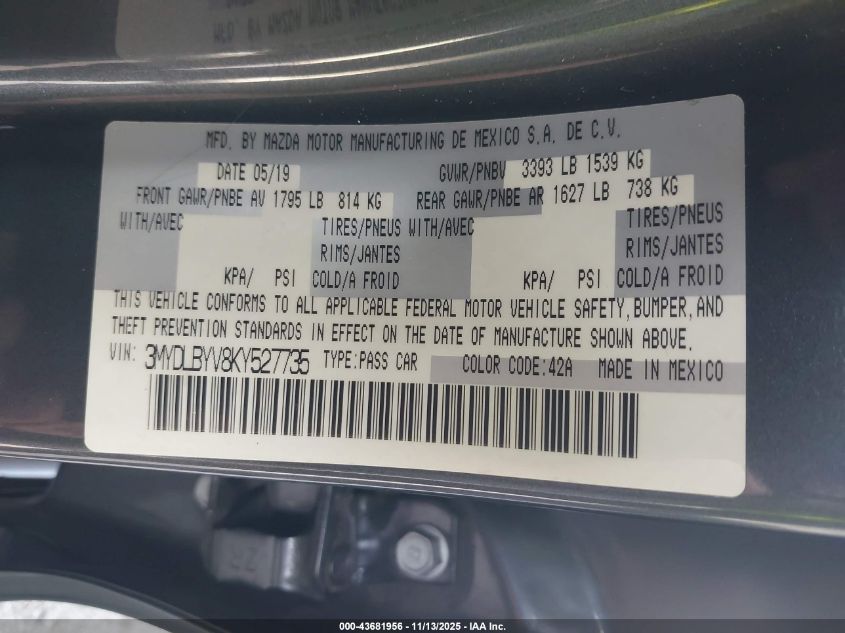 MFD. BY MAZDA MOTOR MANUFACTURING DE MEXICO S.A. DE C.V.
DATE 05/19 GVWR/PNBV 3393 LB 1539 KG
FRONT GAWR/PNBE AV 1795 LB 814 KG REAR GAWR/PNBE AR 1627 LB 738 KG
WITH/AVEC TIRES/PNEUS WITH/AVEC TIRES/PNEUS
RIMS/JANTES RIMS/JANTES
KPA/ PSI COLD/A FROID KPA/ PSI COLD/A FROID
THIS VEHICLE CONFORMS TO ALL APPLICABLE FEDERAL MOTOR VEHICLE SAFETY, BUMPER, AND
THEFT PREVENTION STANDARDS IN EFFECT ON THE DATE OF MANUFACTURE SHOWN ABOVE.
VIN: 3MYDLBYV8KY527735 TYPE:PASS CAR COLOR CODE:42A MADE IN MEXICO
ZR
000-43681956 - 11/13/2025 - IAA Inc.